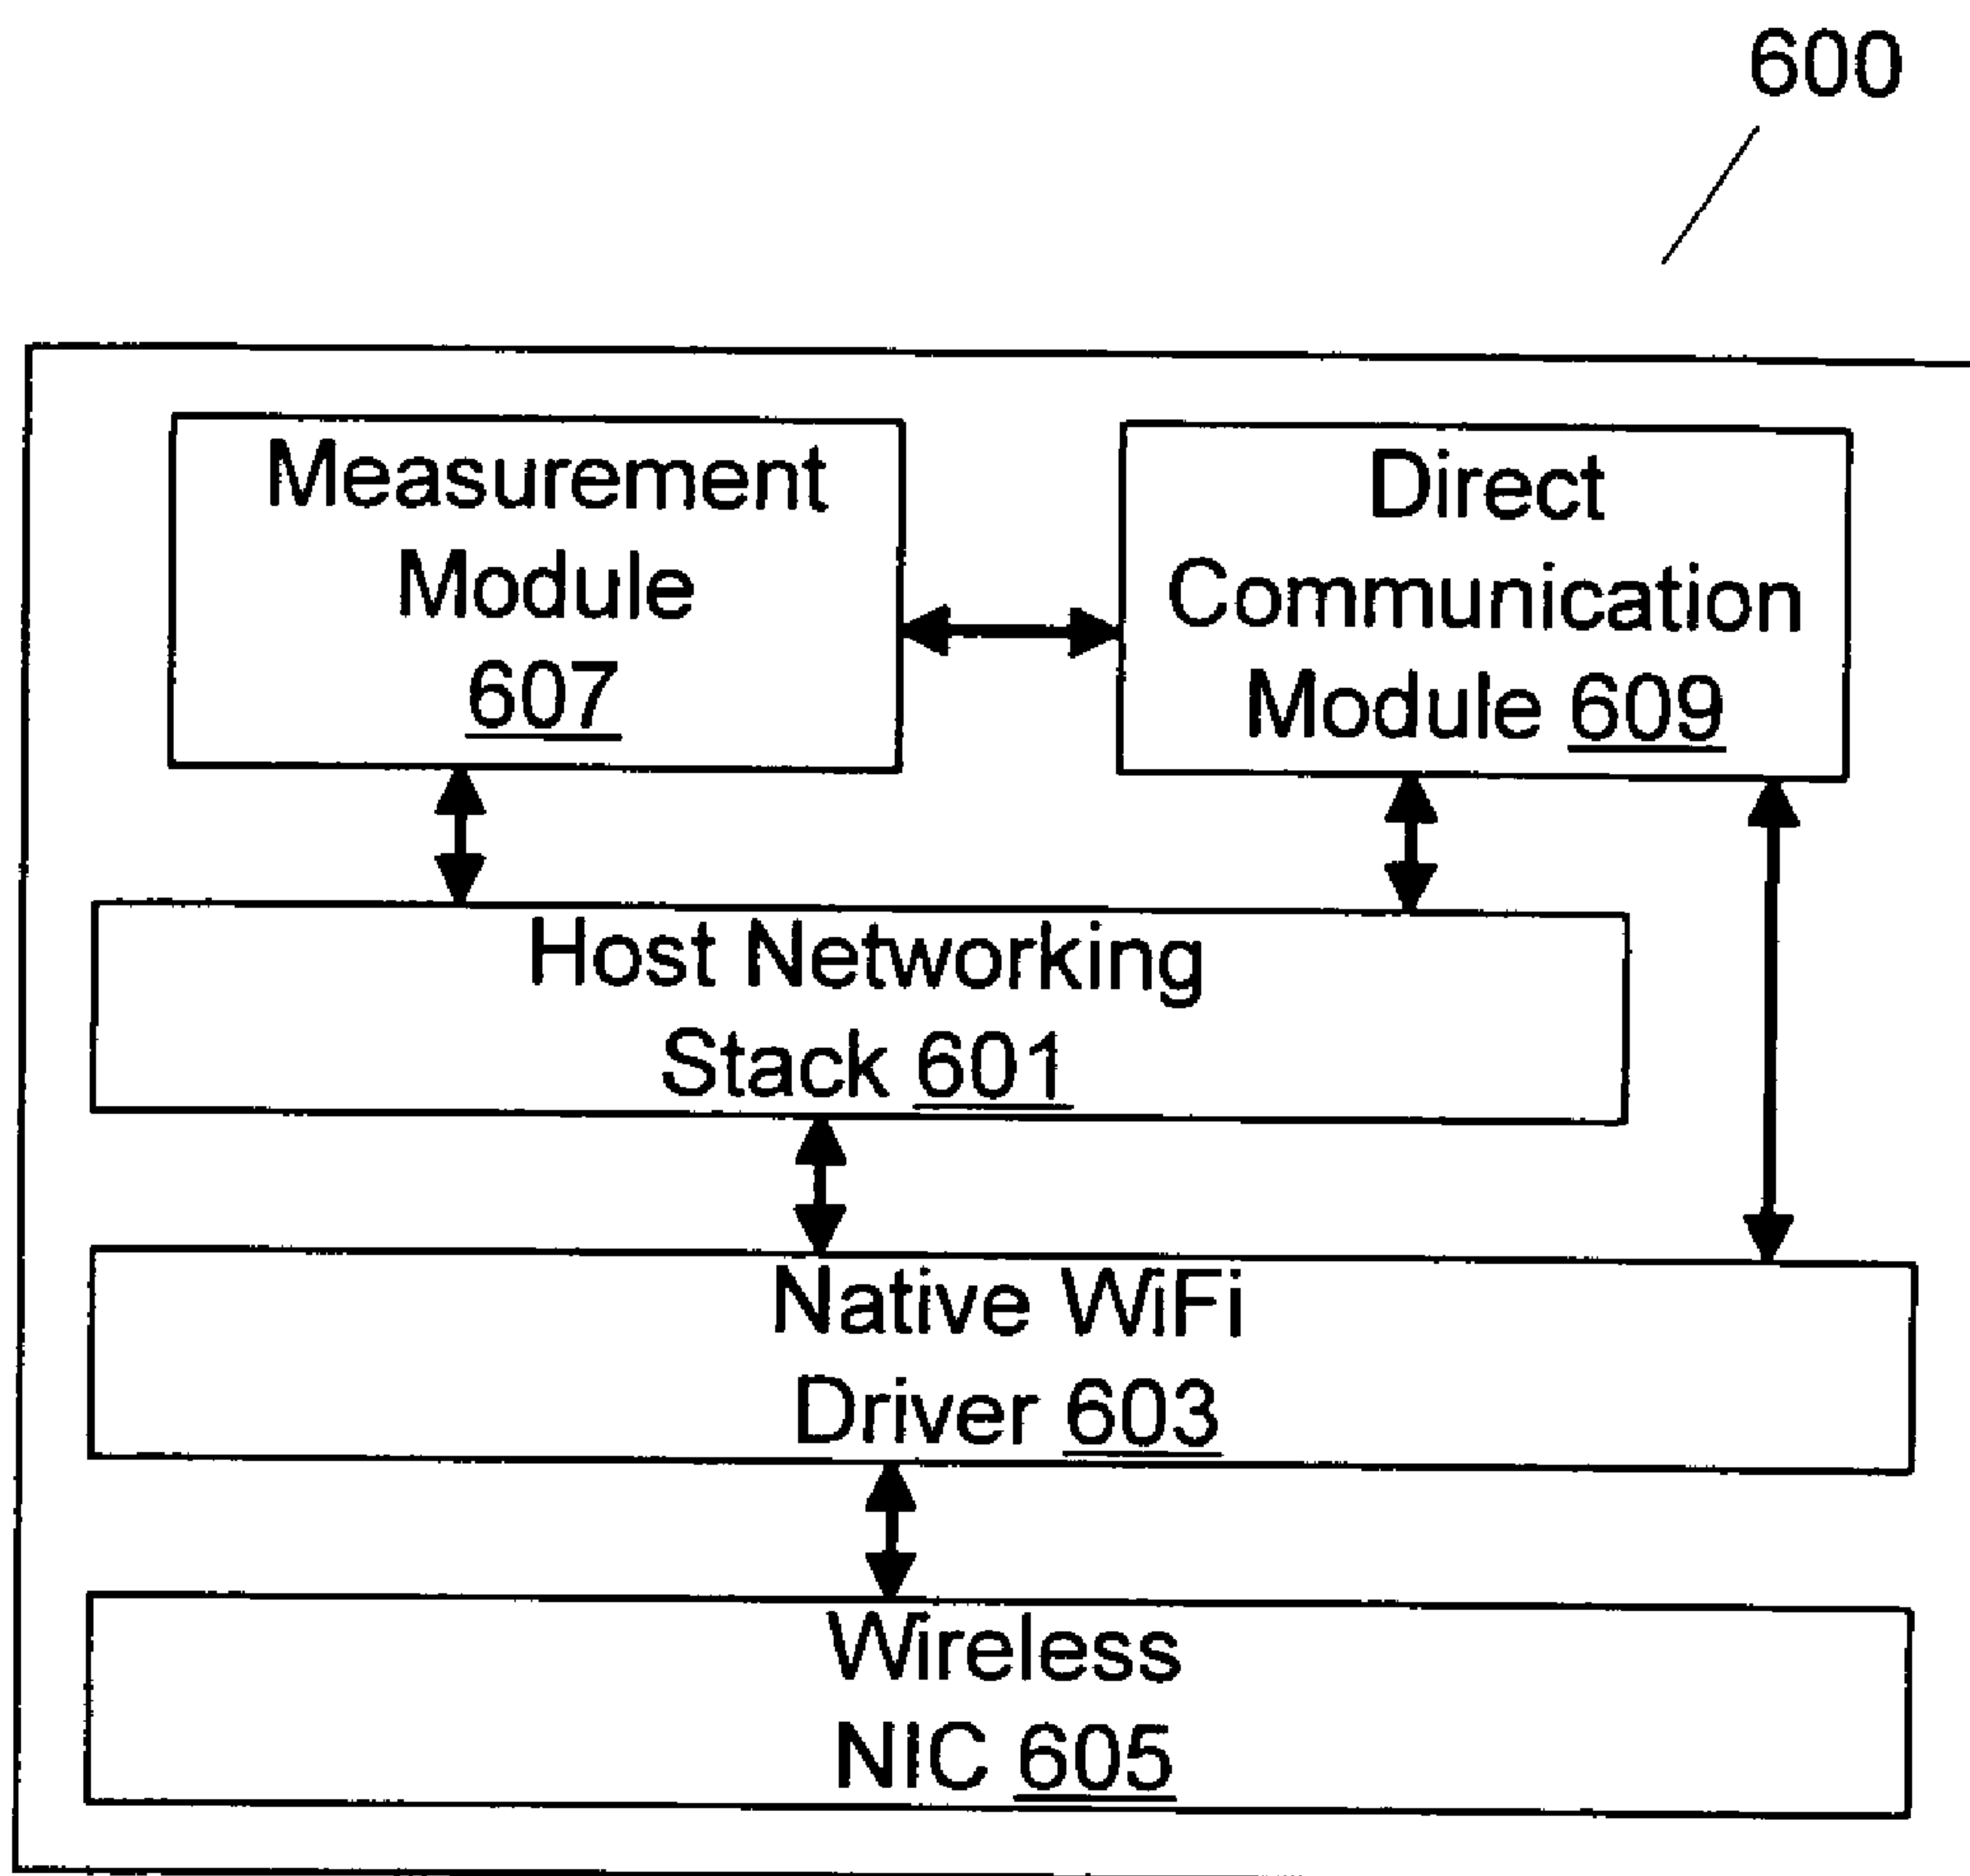 600
Measurement
Module
607
Direct
Communication
Module 609
Host Networking
Stack 601
Native WiFi
Driver 603
Wireless
NIC 605